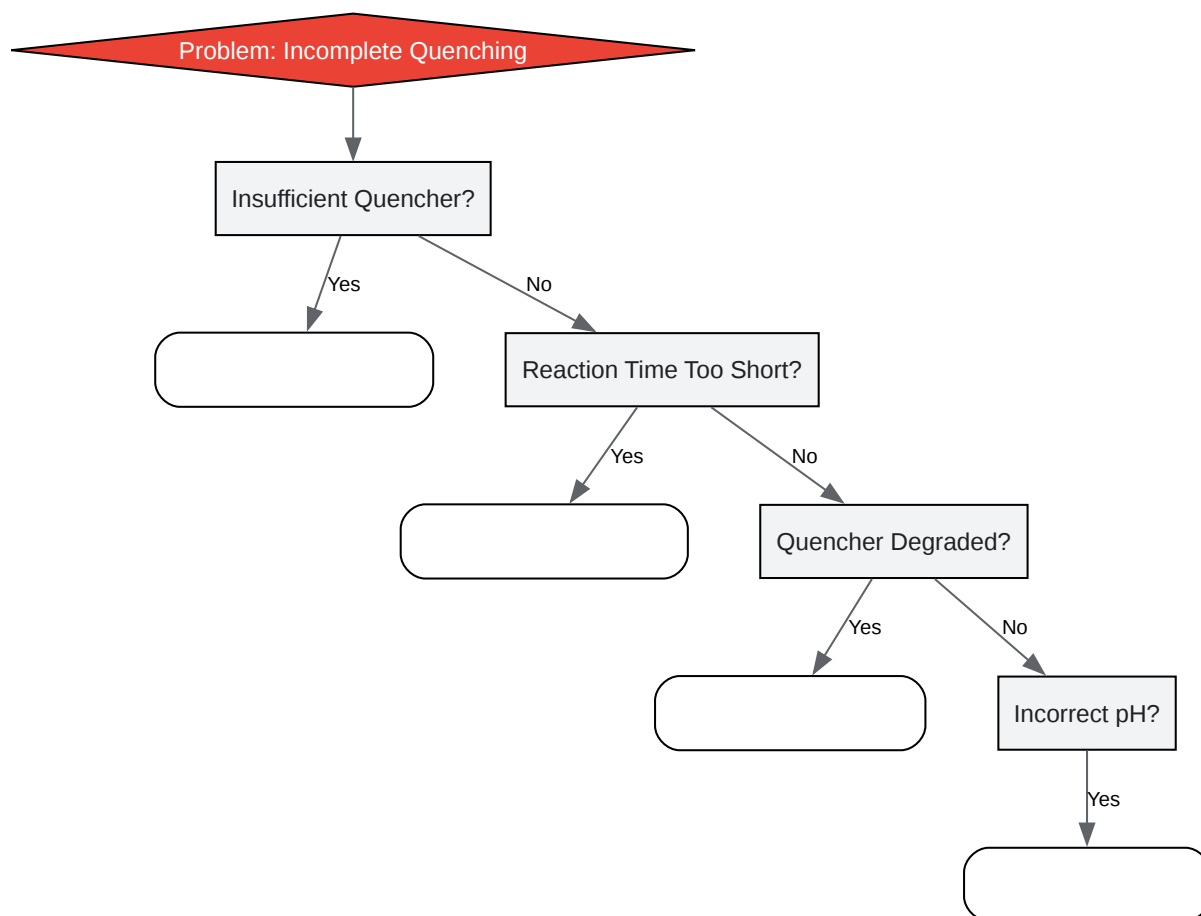 Problem: Incomplete Quenching
Insufficient Quencher?
Yes
No
Reaction Time Too Short?
Yes
No
Quencher Degraded?
Yes
No
Incorrect pH?
Yes